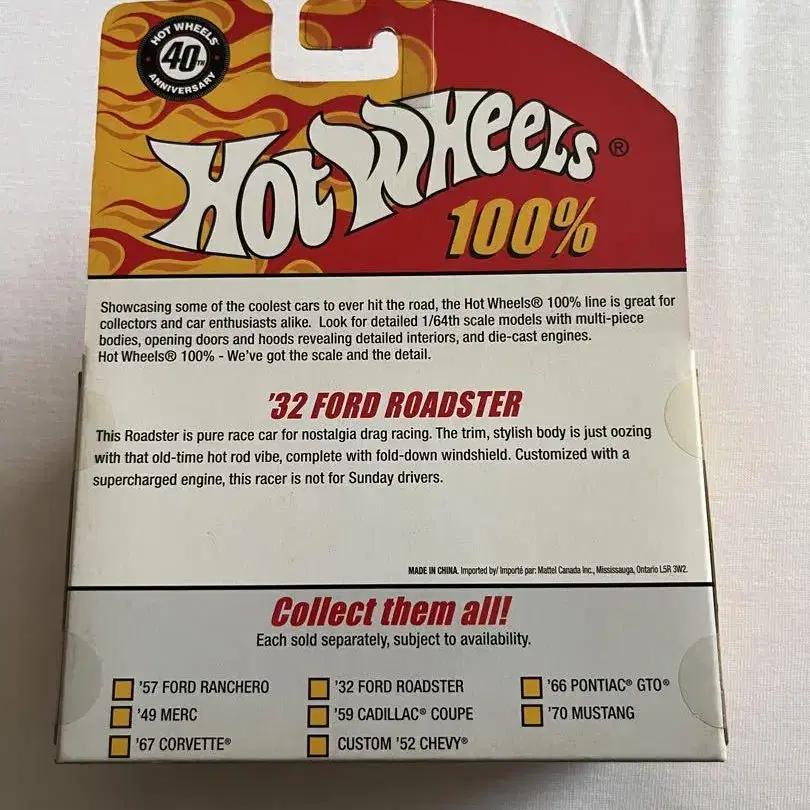 HOT WHEELS
40TH
ANNIVERSARY
HOT WHEELS®
100%
Showcasing some of the coolest cars to ever hit the road, the Hot Wheels® 100% line is great for
collectors and car enthusiasts alike. Look for detailed 1/64th scale models with multi-piece
bodies, opening doors and hoods revealing detailed interiors, and die-cast engines.
Hot Wheels® 100% - We've got the scale and the detail.
'32 FORD ROADSTER
This Roadster is pure race car for nostalgia drag racing. The trim, stylish body is just oozing
with that old-time hot rod vibe, complete with fold-down windshield. Customized with a
supercharged engine, this racer is not for Sunday drivers.
MADE IN CHINA. Imported by/ Importé par: Mattel Canada Inc., Mississauga, Ontario L5R 3W2.
Collect them all!
Each sold separately, subject to availability.
'57 FORD RANCHERO '32 FORD ROADSTER '66 PONTIAC® GTO®
'49 MERC '59 CADILLAC® COUPE '70 MUSTANG
'67 CORVETTE® CUSTOM '52 CHEVY®